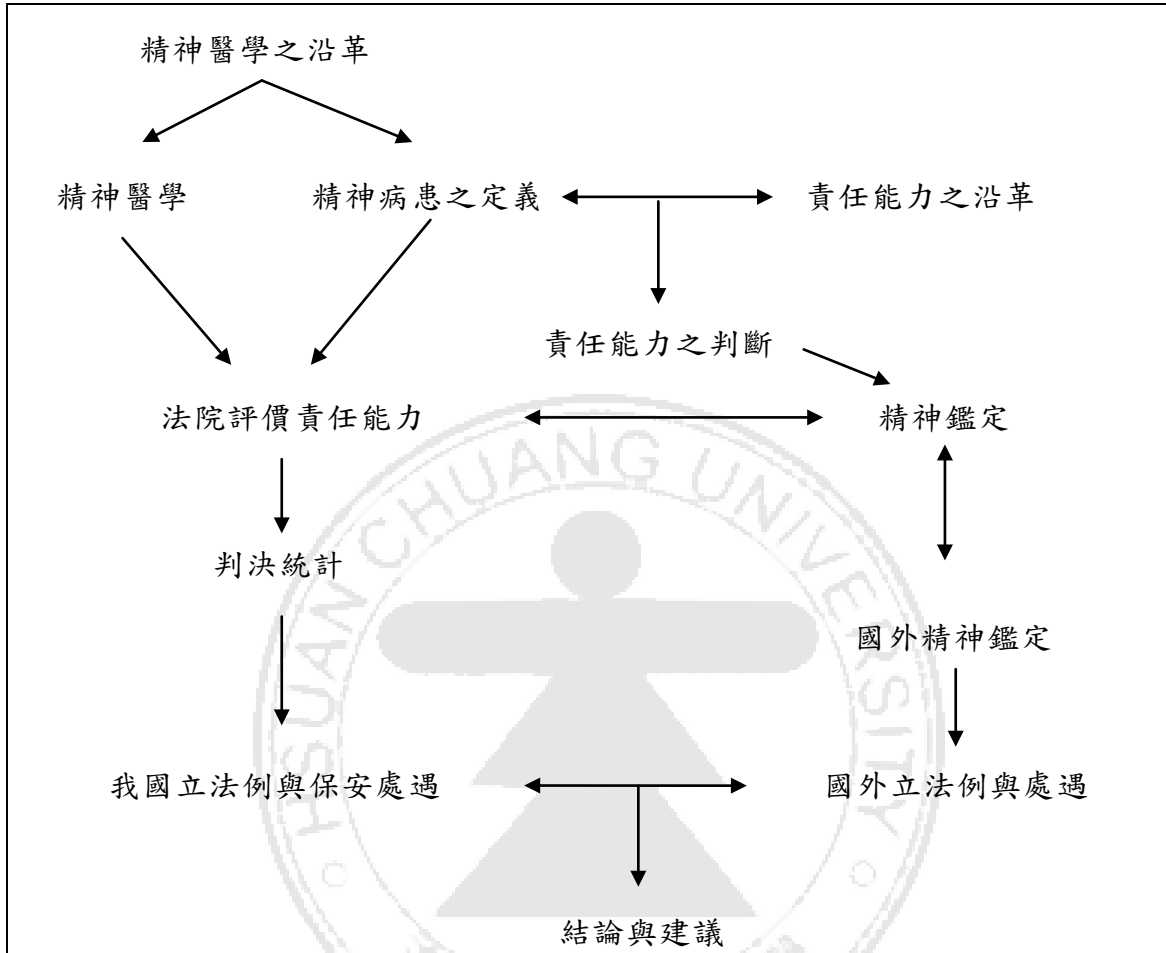 精神醫學之沿革
精神醫學
精神病患之定義
責任能力之沿革
責任能力之判斷
法院評價責任能力
精神鑑定
判決統計
國外精神鑑定
我國立法例與保安處遇
國外立法例與處遇
結論與建議
HSUAN CHUANG UNIVERSITY